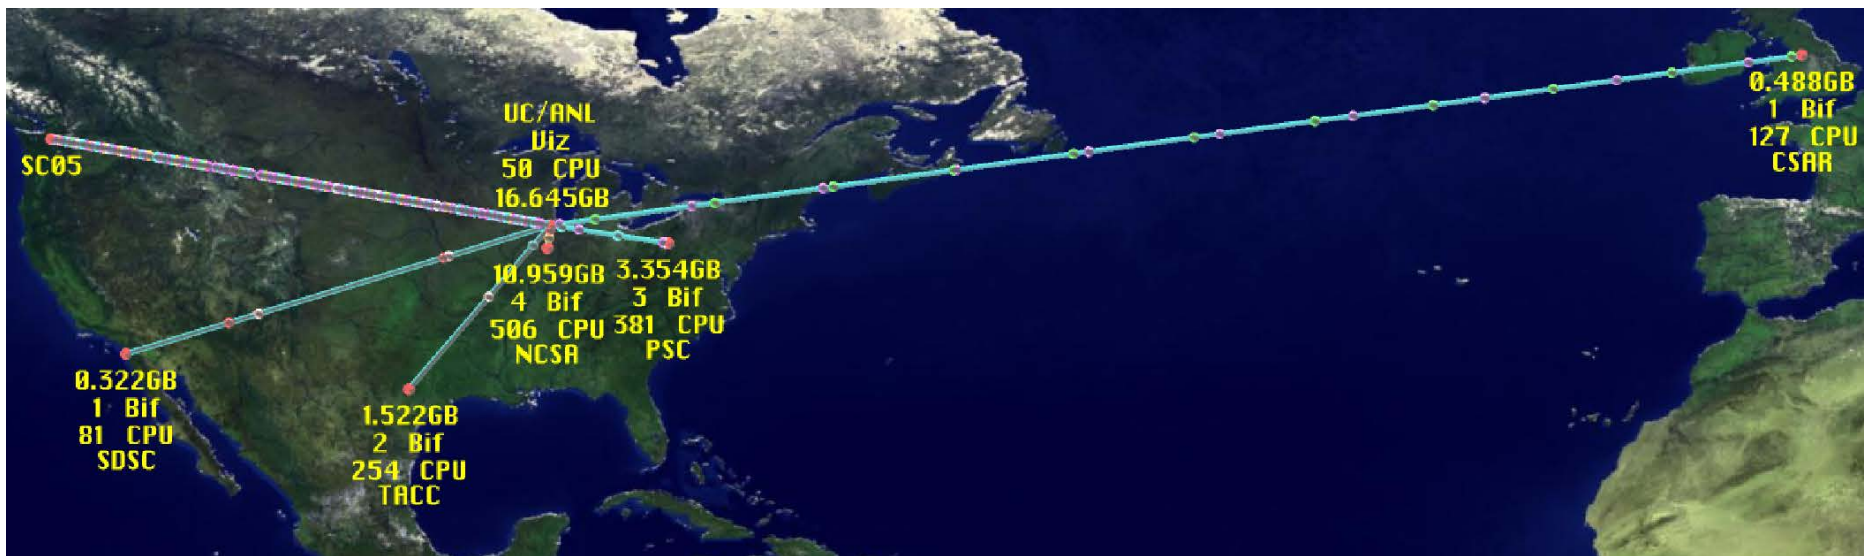 UC/ANL
Viz
50 CPU
16.645GB
SC05
0.488GB
1 Bif
127 CPU
CSAR
10.959GB
4 Bif
506 CPU
NCSA
3.354GB
3 Bif
381 CPU
PSC
0.322GB
1 Bif
81 CPU
SDSC
1.522GB
2 Bif
254 CPU
TACC